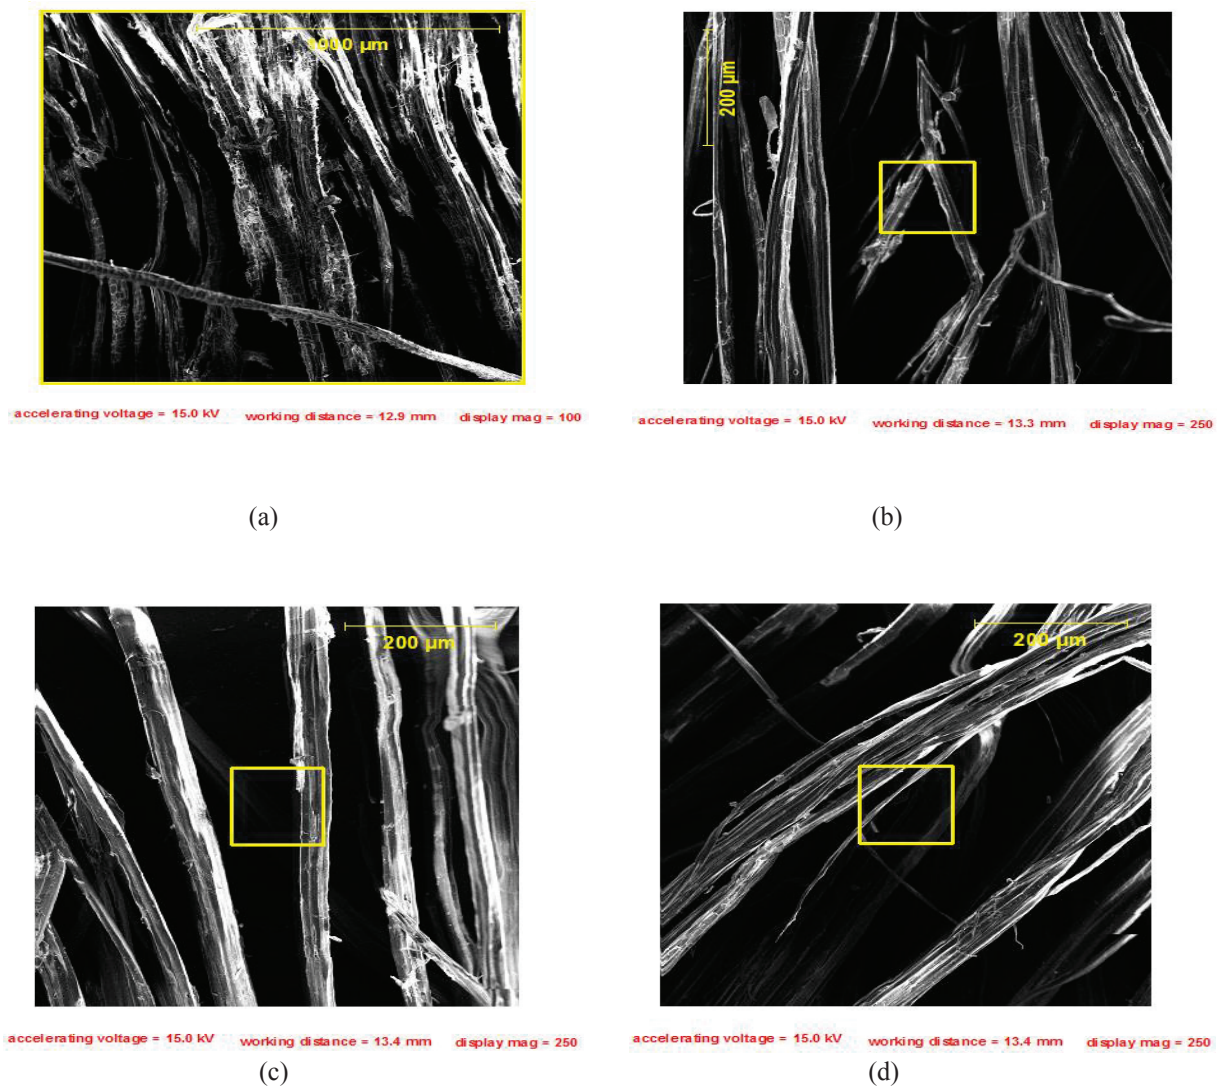 1000 µm
200 µm
accelerating voltage = 15.0 kV working distance = 12.9 mm display mag = 100
accelerating voltage = 15.0 kV working distance = 13.3 mm display mag = 250
(a)
(b)
200 µm
200 µm
accelerating voltage = 15.0 kV working distance = 13.4 mm display mag = 250
accelerating voltage = 15.0 kV working distance = 13.4 mm display mag = 250
(c)
(d)